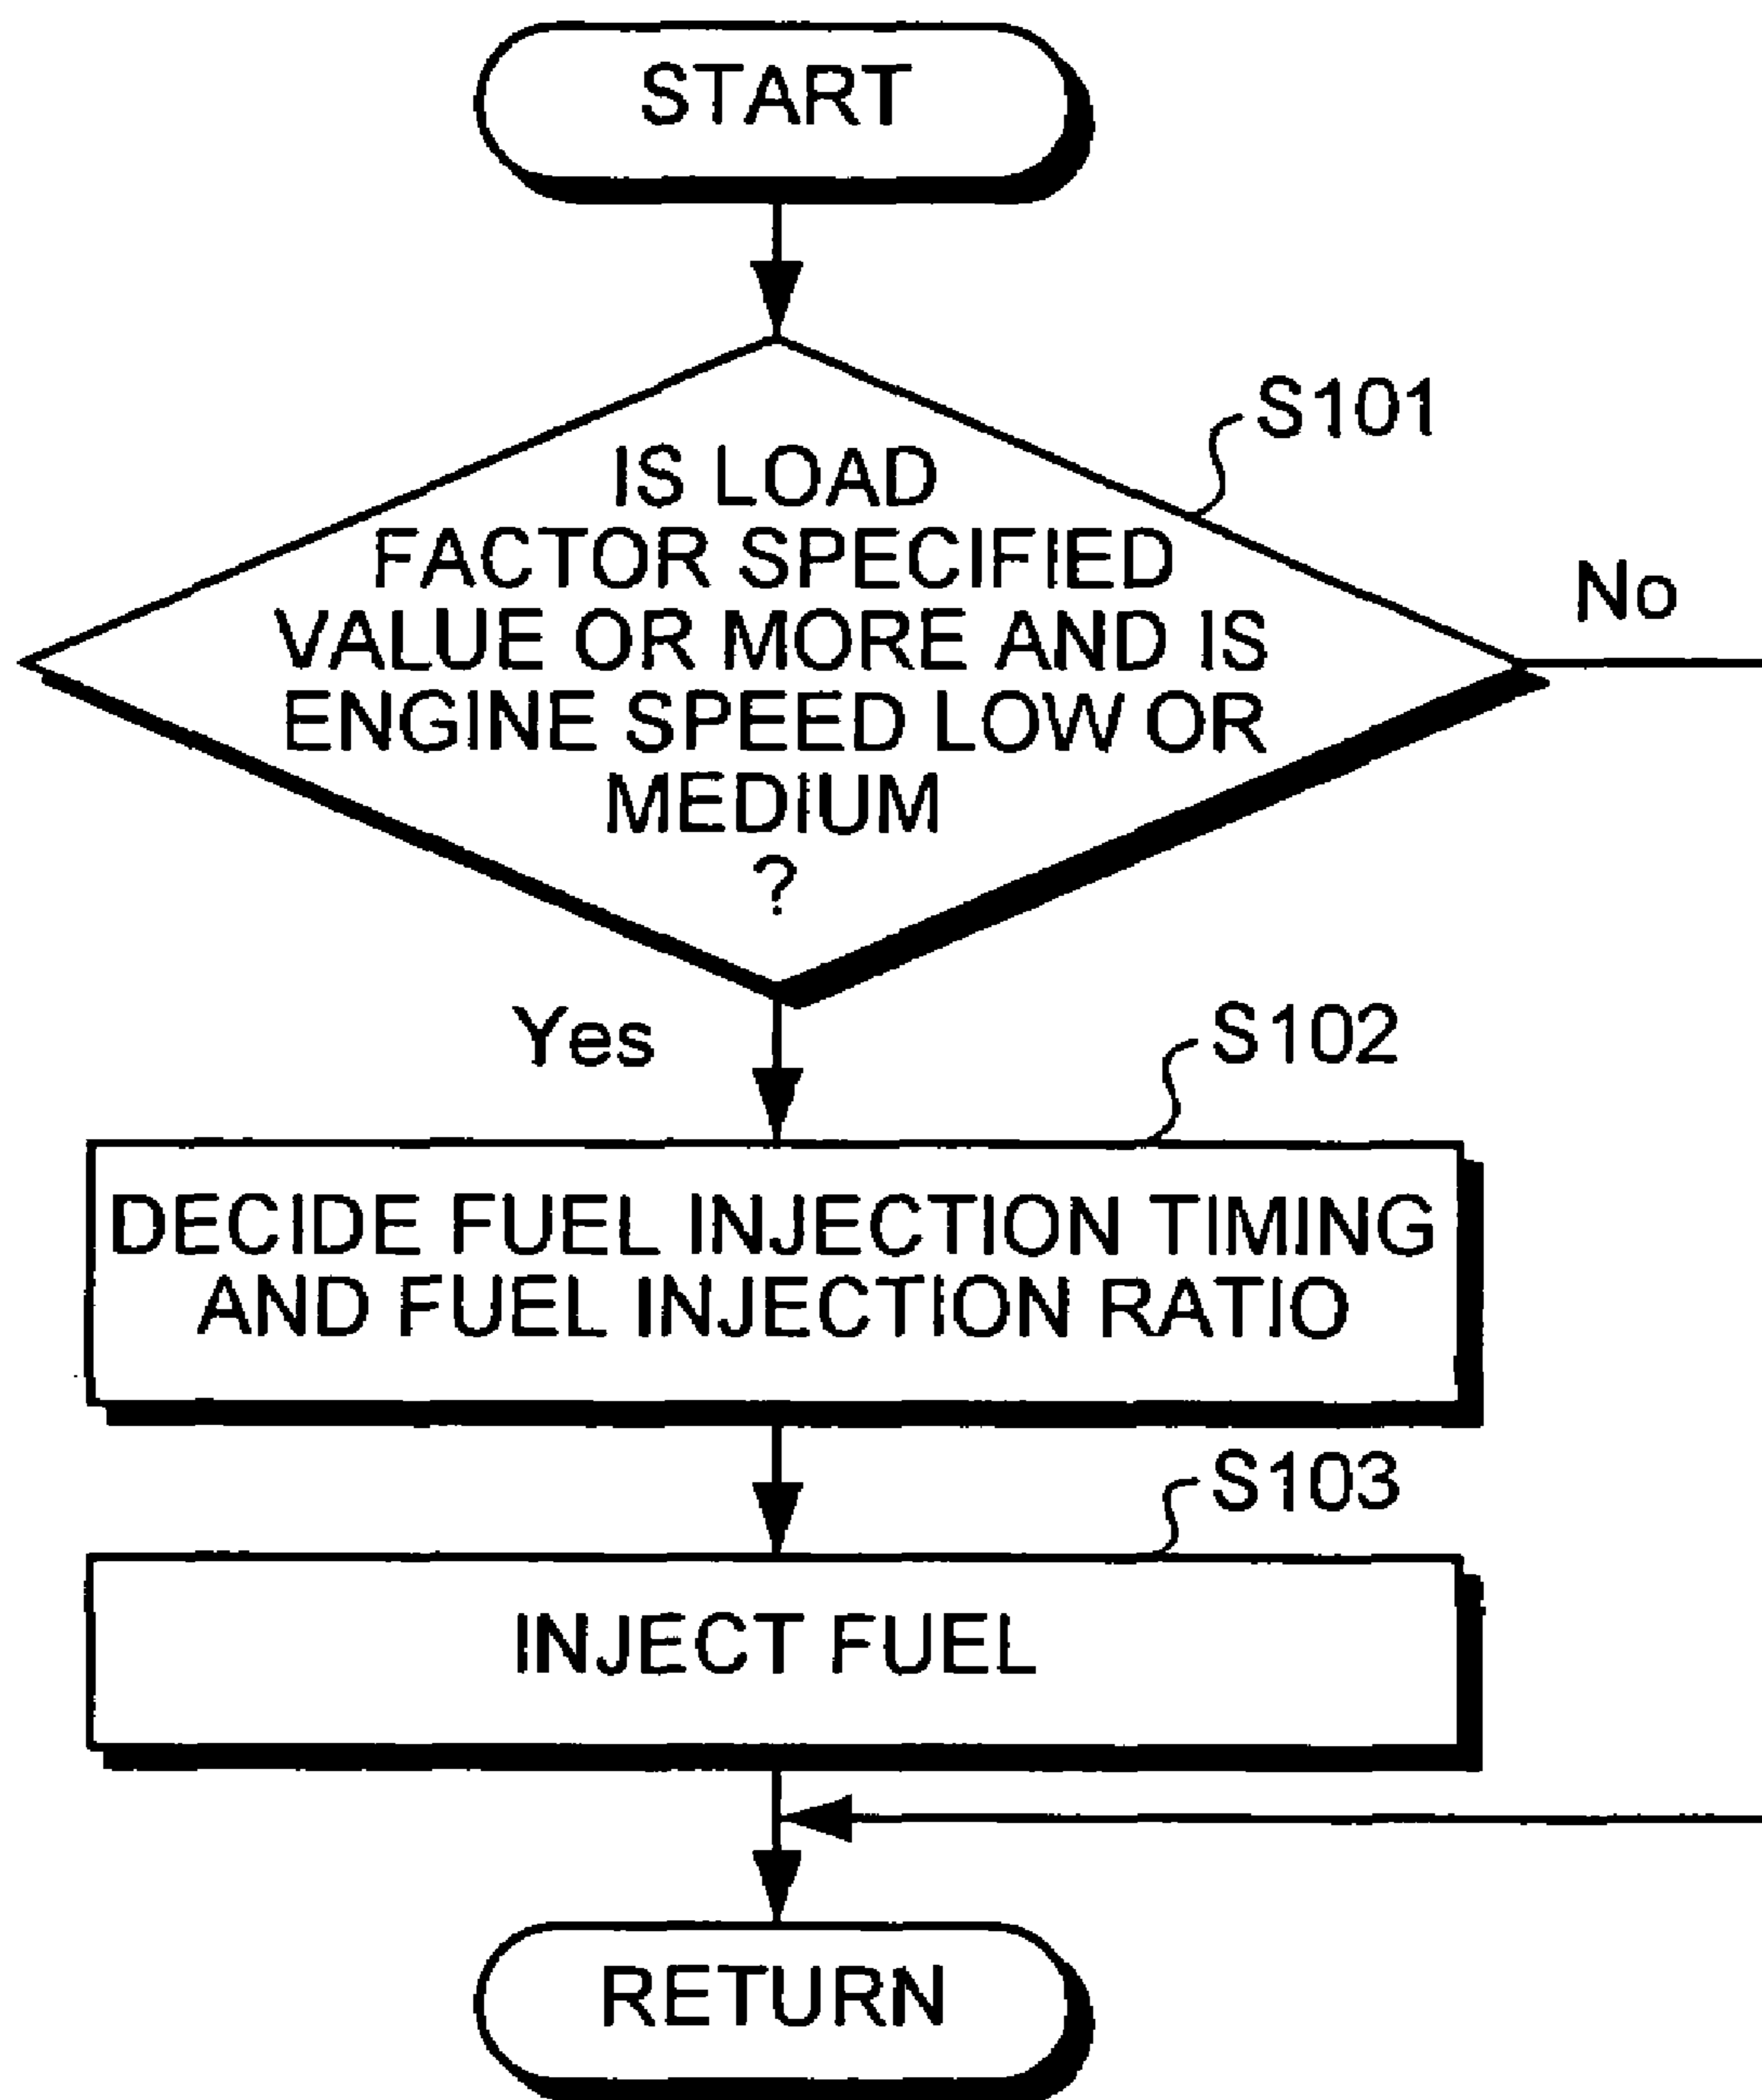 START
S101
IS LOAD
FACTOR SPECIFIED
VALUE OR MORE AND IS
ENGINE SPEED LOW OR
MEDIUM
?
No
Yes
S102
DECIDE FUEL INJECTION TIMING
AND FUEL INJECTION RATIO
S103
INJECT FUEL
RETURN